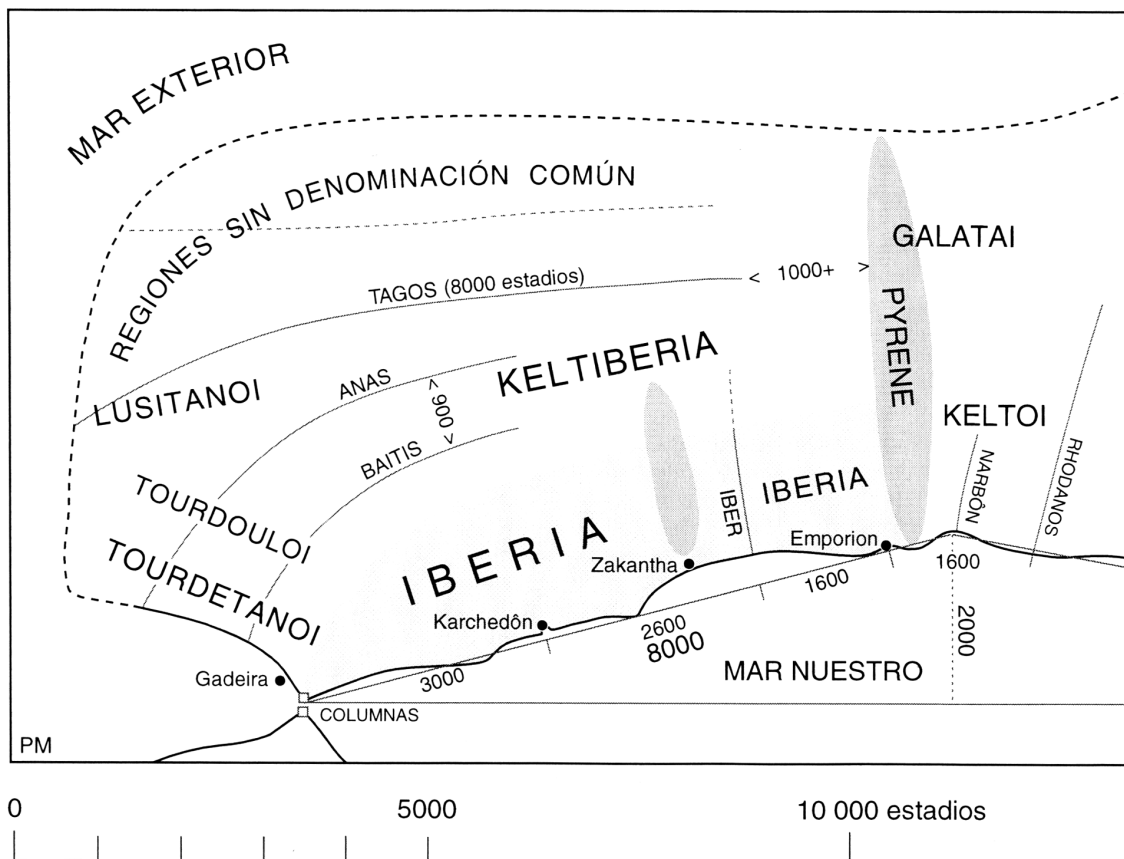 MAR EXTERIOR
REGIONES SIN DENOMINACIÓN COMÚN
GALATAI
< 1000+ >
TAGOS (8000 estadios)
PYRENE
KELTIBERIA
LUSITANOI
ANAS
< 900 >
BAITIS
KELTOI
NARBÔN
RHODANOS
TOURDOULOI
IBER
IBERIA
TOURDETANOI
IBERIA
Zakantha
Emporion
1600
1600
Karchedôn
2600
8000
2000
3000
MAR NUESTRO
Gadeira
COLUMNAS
PM
0 5000 10 000 estadios